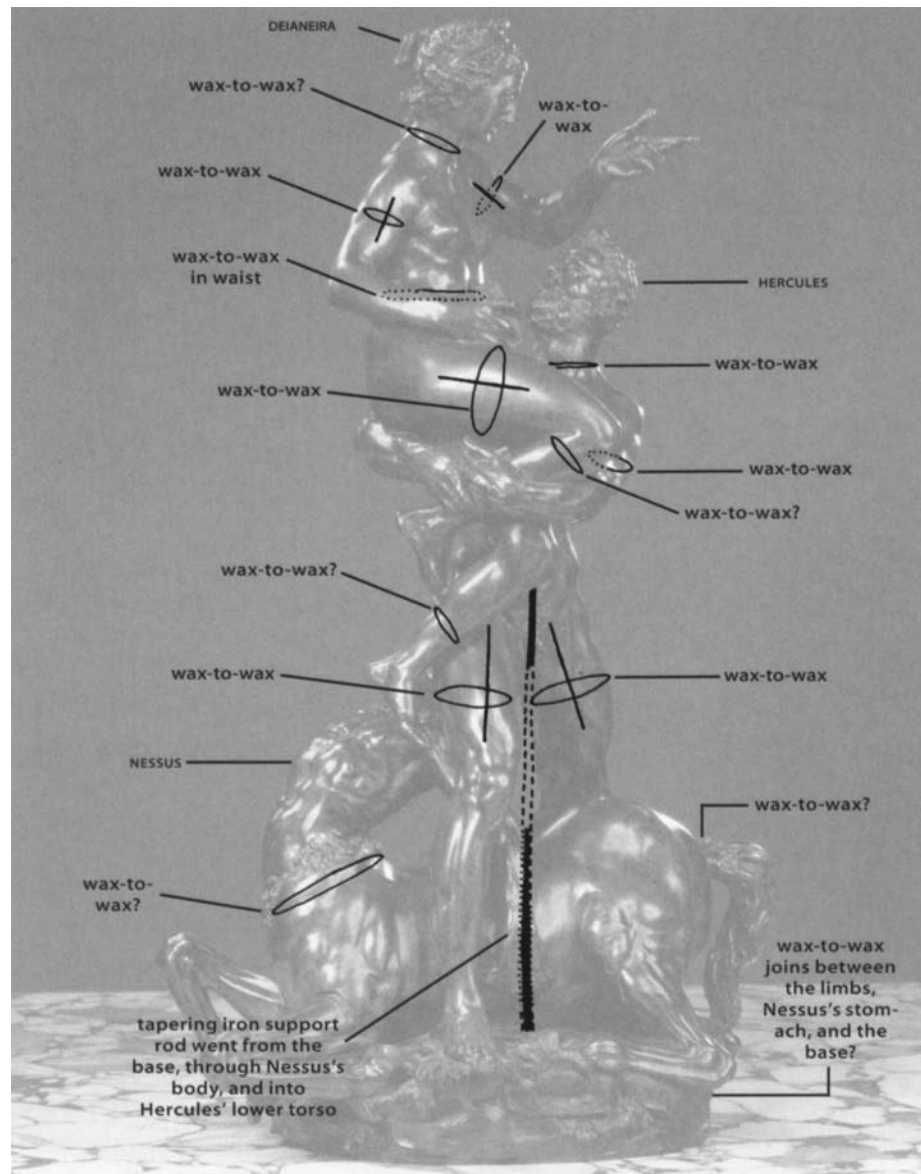 DEIANEIRA
wax-to-wax?
wax-to-
wax
wax-to-wax
wax-to-wax
in waist
HERCULES
wax-to-wax
wax-to-wax
wax-to-wax
wax-to-wax?
wax-to-wax?
wax-to-wax
wax-to-wax
NESSUS
wax-to-wax?
wax-to-
wax?
wax-to-wax
joins between
the limbs,
Nessus's stom-
ach, and the
base?
tapering iron support
rod went from the
base, through Nessus's
body, and into
Hercules' lower torso